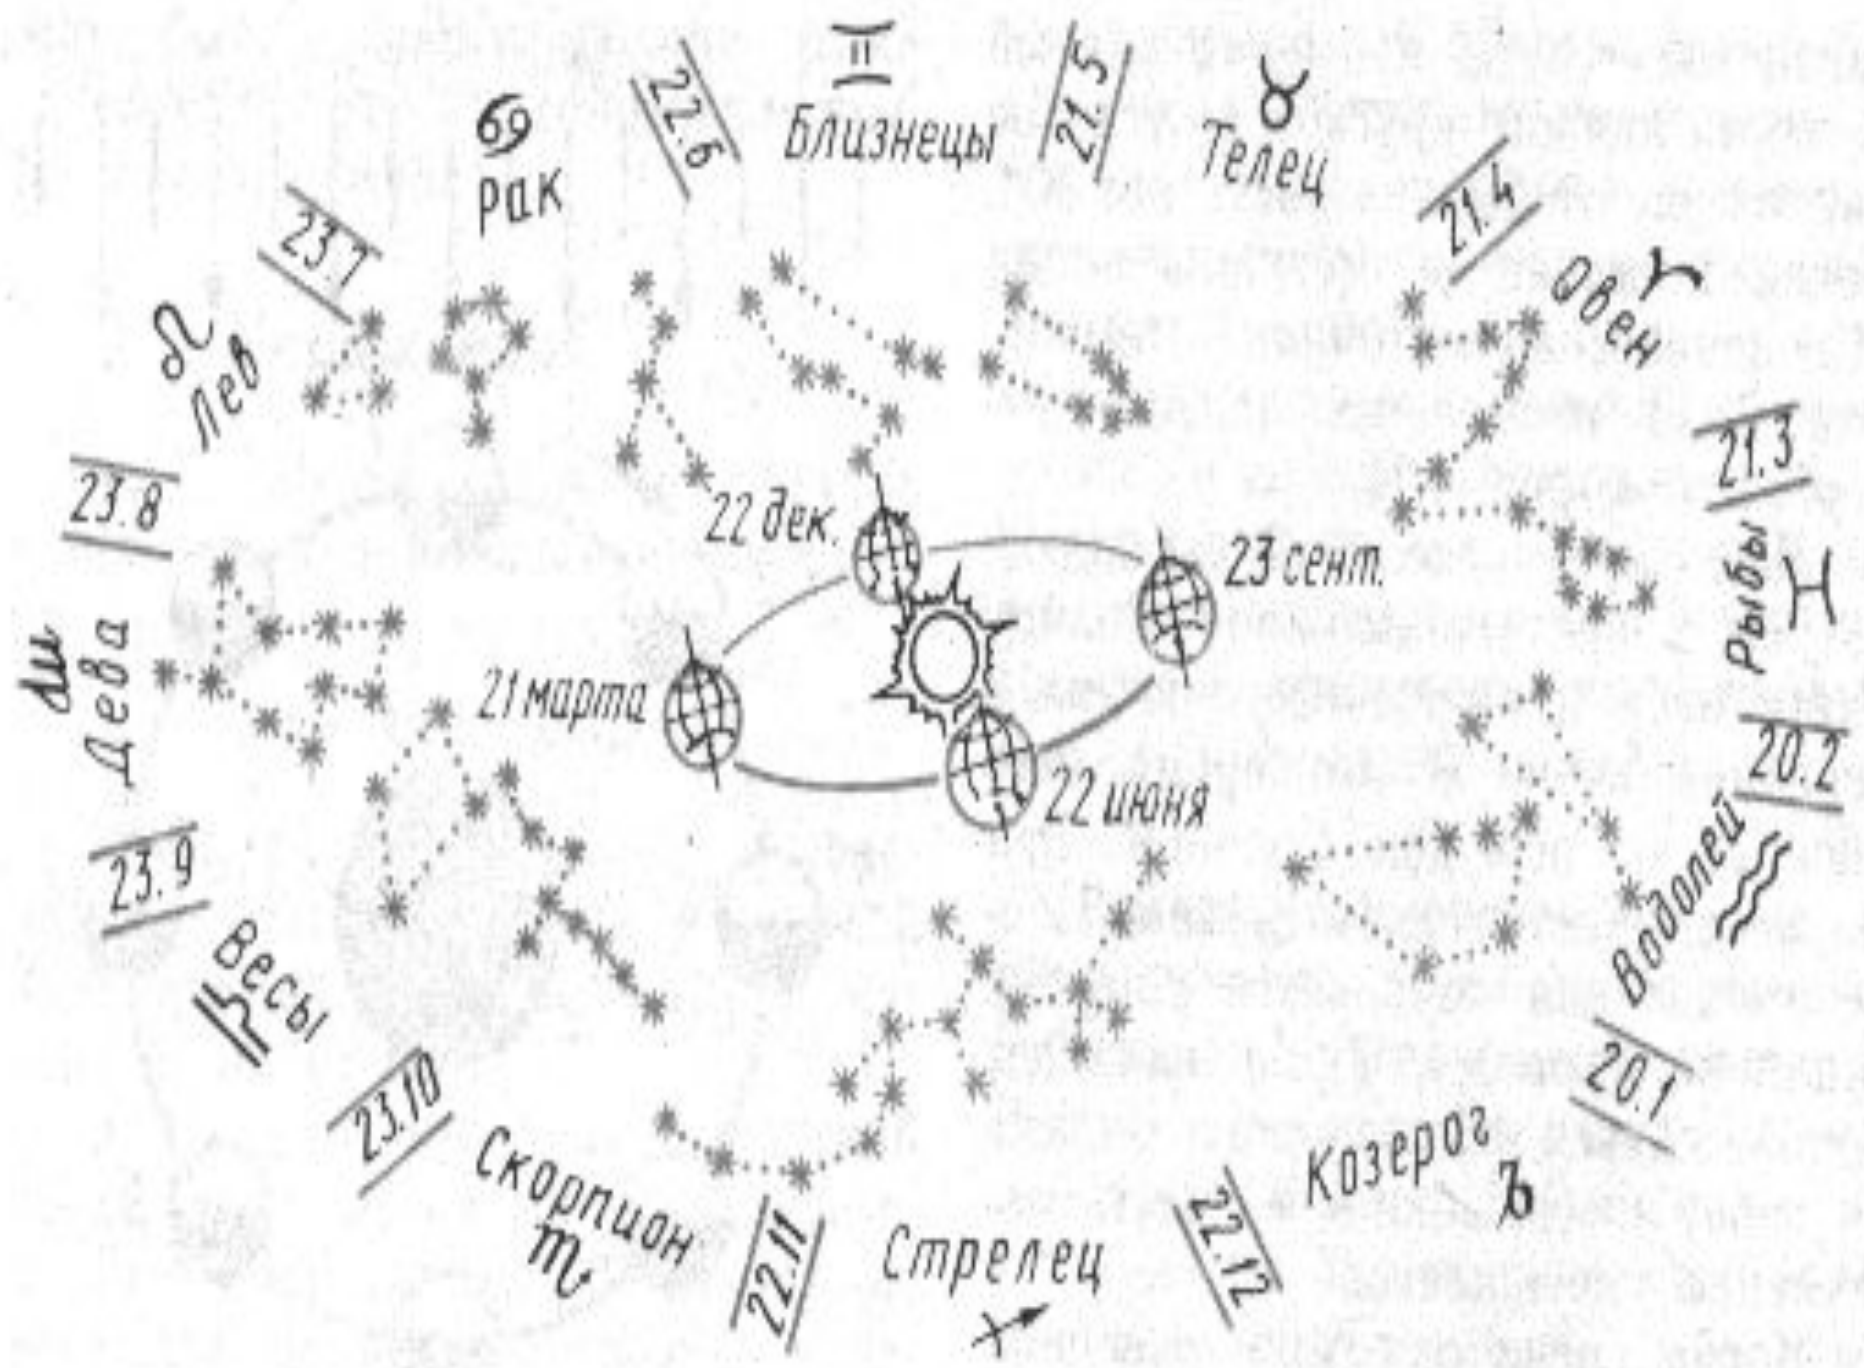 Близнецы
21.5
Телец
21.4
Овен
21.3
Рыбы
20.2
Водолей
20.1
Козерог
22.12
Стрелец
22.11
Скорпион
23.10
Весы
23.9
Дева
23.8
Лев
23.7
рак
22.6
22 дек.
23 сент.
21 марта
22 июня